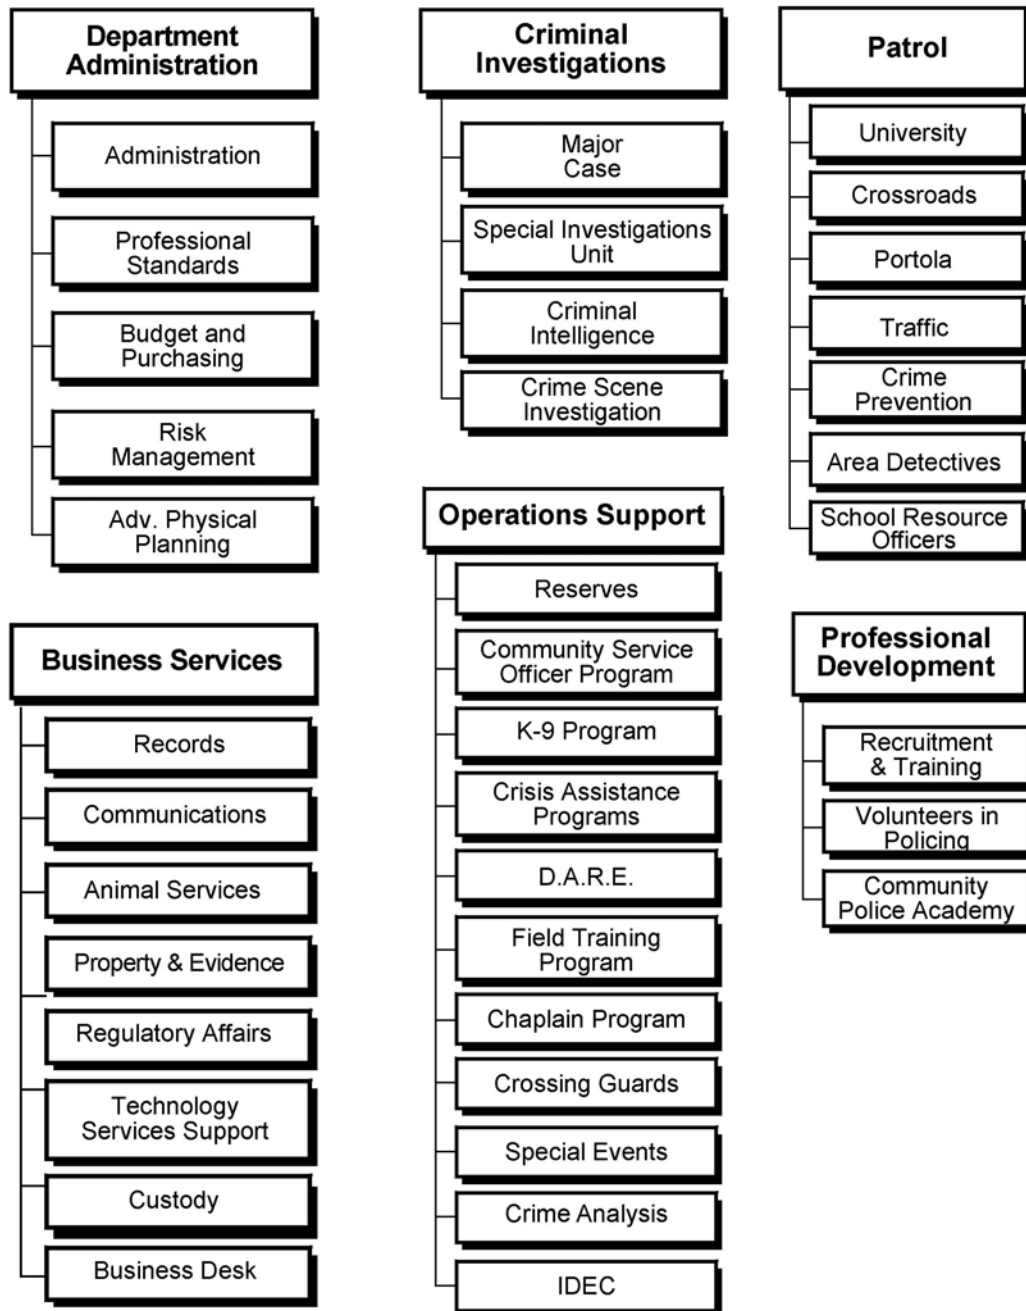 Department
Administration
Administration
Professional
Standards
Budget and
Purchasing
Risk
Management
Adv. Physical
Planning
Business Services
Records
Communications
Animal Services
Property & Evidence
Regulatory Affairs
Technology
Services Support
Custody
Business Desk
Criminal
Investigations
Major
Case
Special Investigations
Unit
Criminal
Intelligence
Crime Scene
Investigation
Operations Support
Reserves
Community Service
Officer Program
K-9 Program
Crisis Assistance
Programs
D.A.R.E.
Field Training
Program
Chaplain Program
Crossing Guards
Special Events
Crime Analysis
IDEC
Patrol
University
Crossroads
Portola
Traffic
Crime
Prevention
Area Detectives
School Resource
Officers
Professional
Development
Recruitment
& Training
Volunteers in
Policing
Community
Police Academy